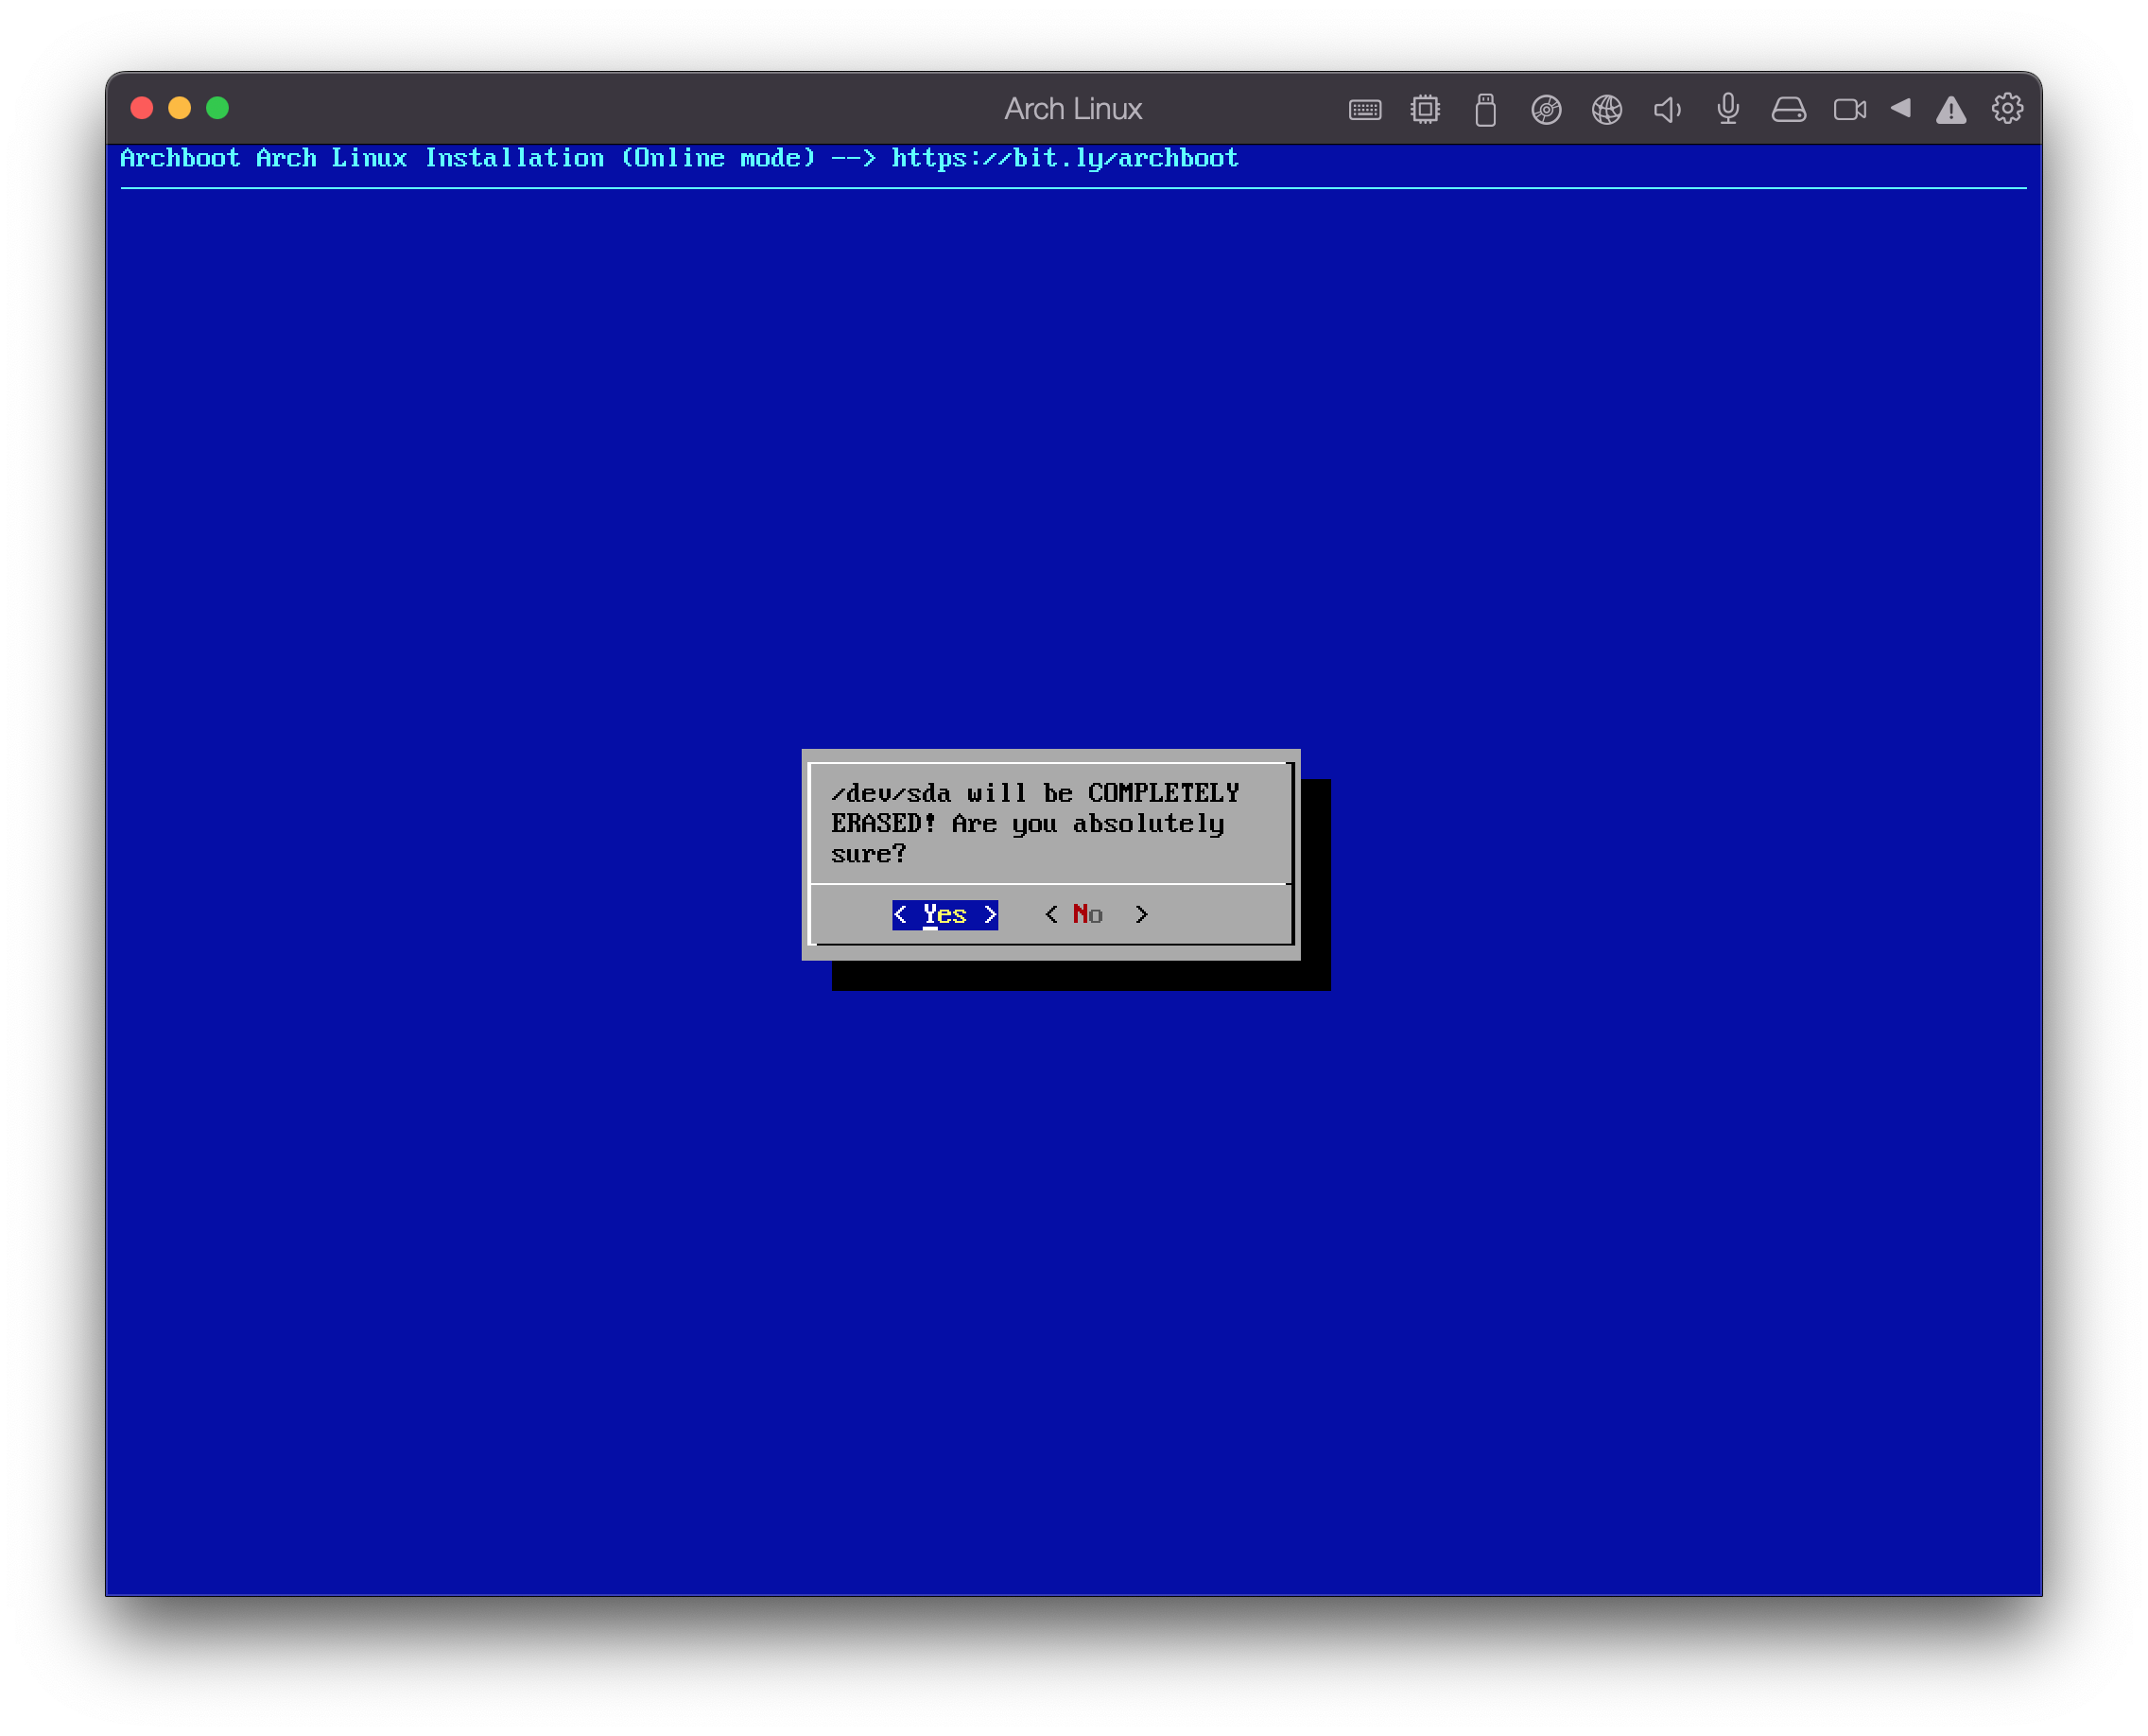 Arch Linux
Archboot Arch Linux Installation (Online mode) --> https://bit.ly/archboot
/dev/sda will be COMPLETELY
ERASED! Are you absolutely
sure?
< Yes > < No >